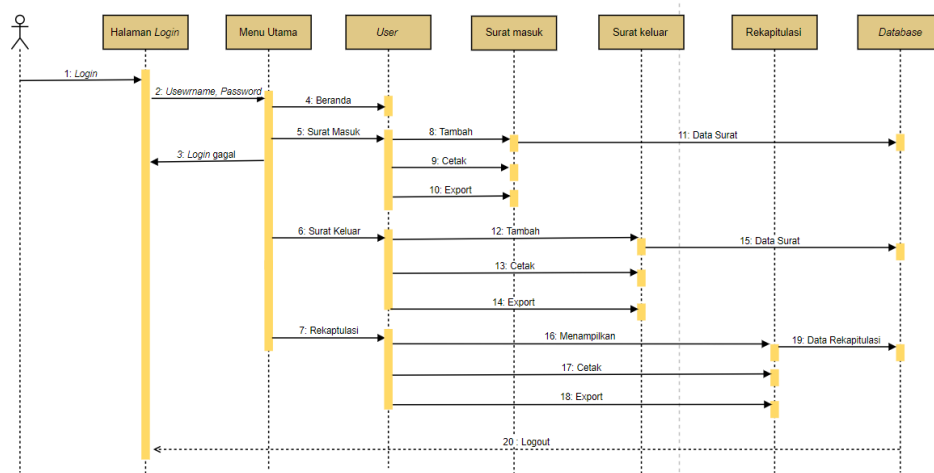 Halaman Login
Menu Utama
User
Surat masuk
Surat keluar
Rekapitulasi
Database
1: Login
2: Usewrname, Password
4: Beranda
5: Surat Masuk
8: Tambah
11: Data Surat
3: Login gagal
9: Cetak
10: Export
6: Surat Keluar
12: Tambah
15: Data Surat
13: Cetak
14: Export
7: Rekaptulasi
16: Menampilkan
19: Data Rekapitulasi
17: Cetak
18: Export
20 : Logout